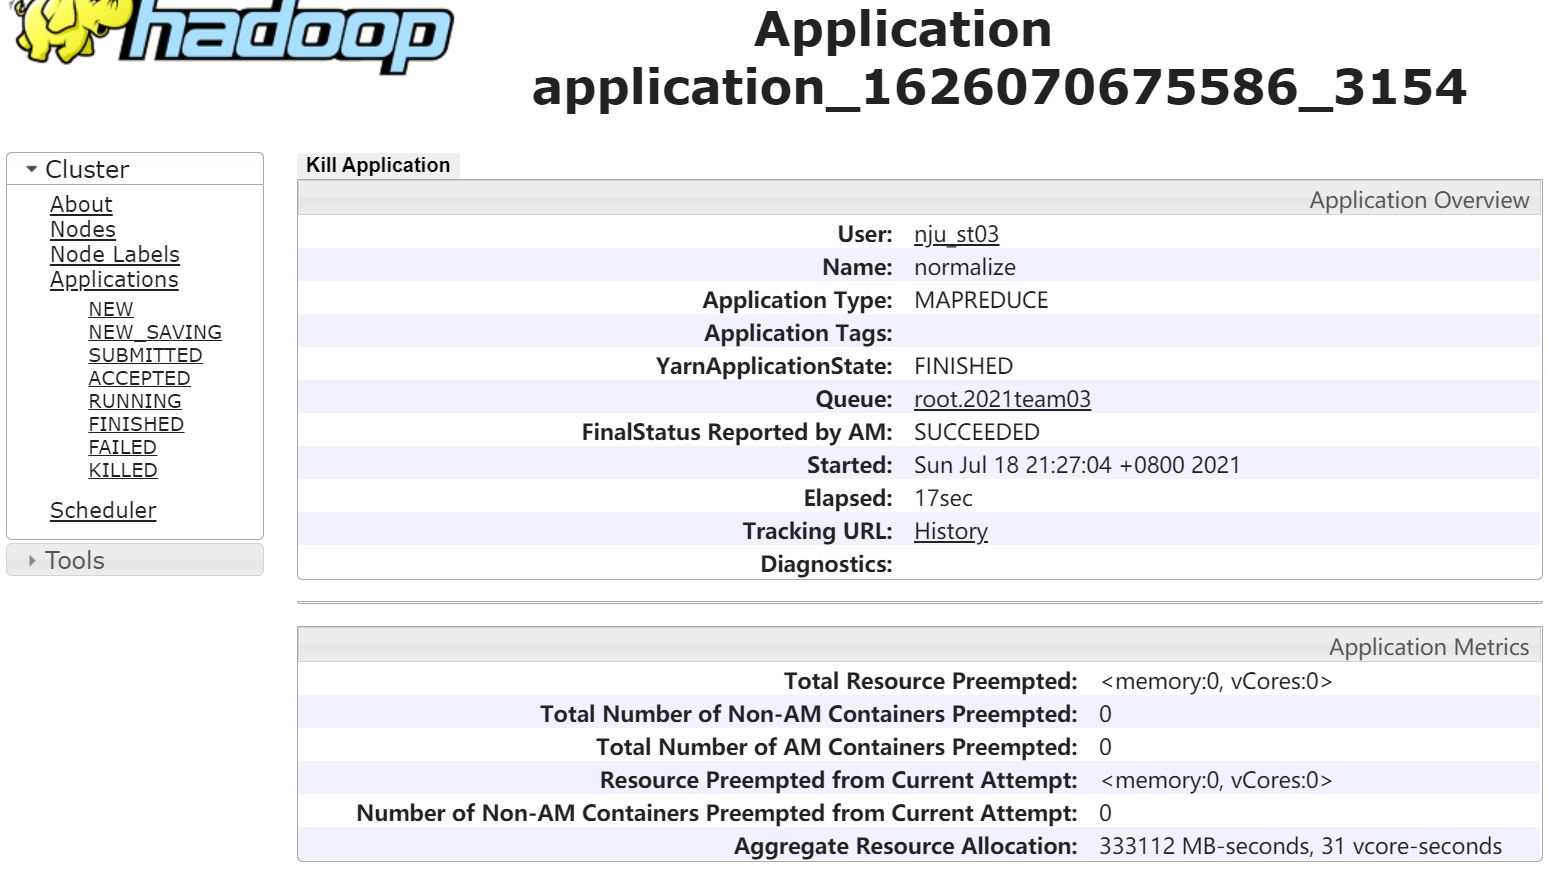 hadoop
Application
application_1626070675586_3154
Cluster
About
Nodes
Node Labels
Applications
NEW
NEW_SAVING
SUBMITTED
ACCEPTED
RUNNING
FINISHED
FAILED
KILLED
Scheduler
Tools
Kill Application
Application Overview
User: nju_st03
Name: normalize
Application Type: MAPREDUCE
Application Tags:
YarnApplicationState: FINISHED
Queue: root.2021team03
FinalStatus Reported by AM: SUCCEEDED
Started: Sun Jul 18 21:27:04 +0800 2021
Elapsed: 17sec
Tracking URL: History
Diagnostics:
Application Metrics
Total Resource Preempted: <memory:0, vCores:0>
Total Number of Non-AM Containers Preempted: 0
Total Number of AM Containers Preempted: 0
Resource Preempted from Current Attempt: <memory:0, vCores:0>
Number of Non-AM Containers Preempted from Current Attempt: 0
Aggregate Resource Allocation: 333112 MB-seconds, 31 vcore-seconds